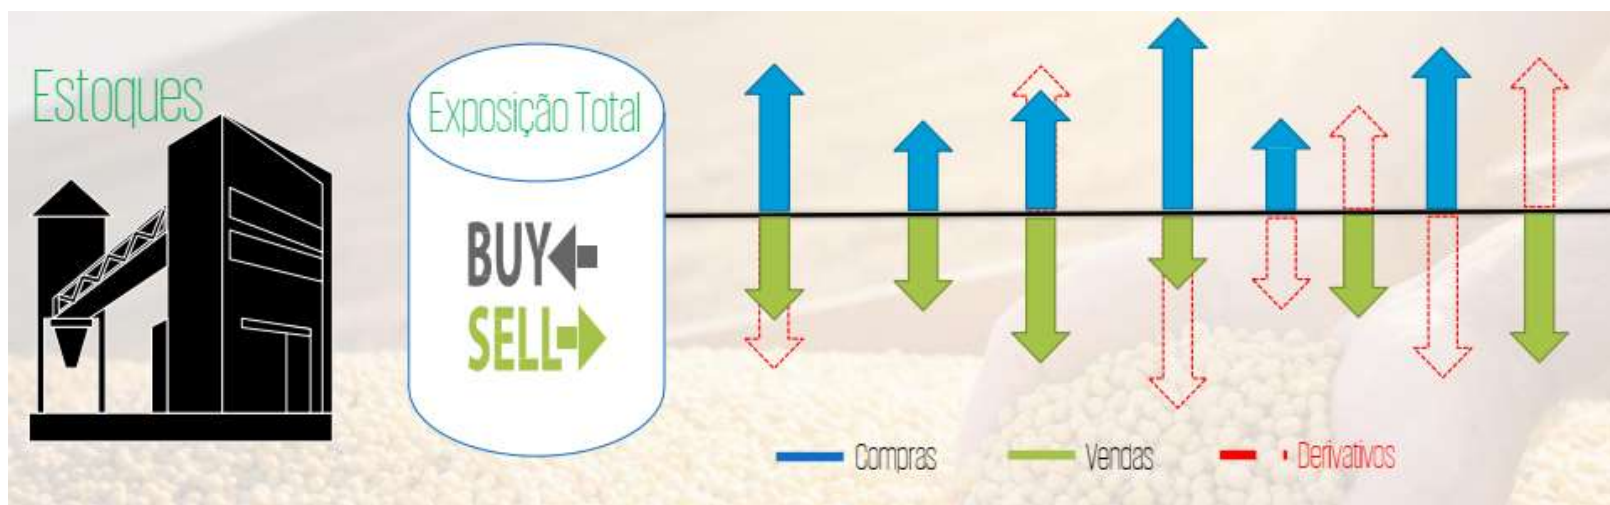 Estoques
Exposição Total
BUY
SELL
Compras
Vendas
Derivativos